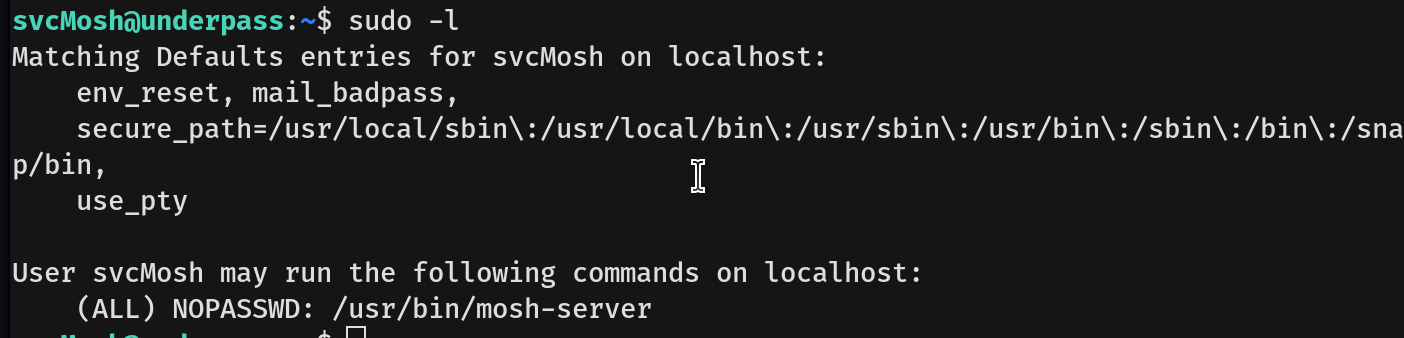 svcMosh@underpass:~$ sudo -l
Matching Defaults entries for svcMosh on localhost:
    env_reset, mail_badpass,
    secure_path=/usr/local/sbin\:/usr/local/bin\:/usr/sbin\:/usr/bin\:/sbin\:/bin\:/sna
p/bin,
    use_pty

User svcMosh may run the following commands on localhost:
    (ALL) NOPASSWD: /usr/bin/mosh-server